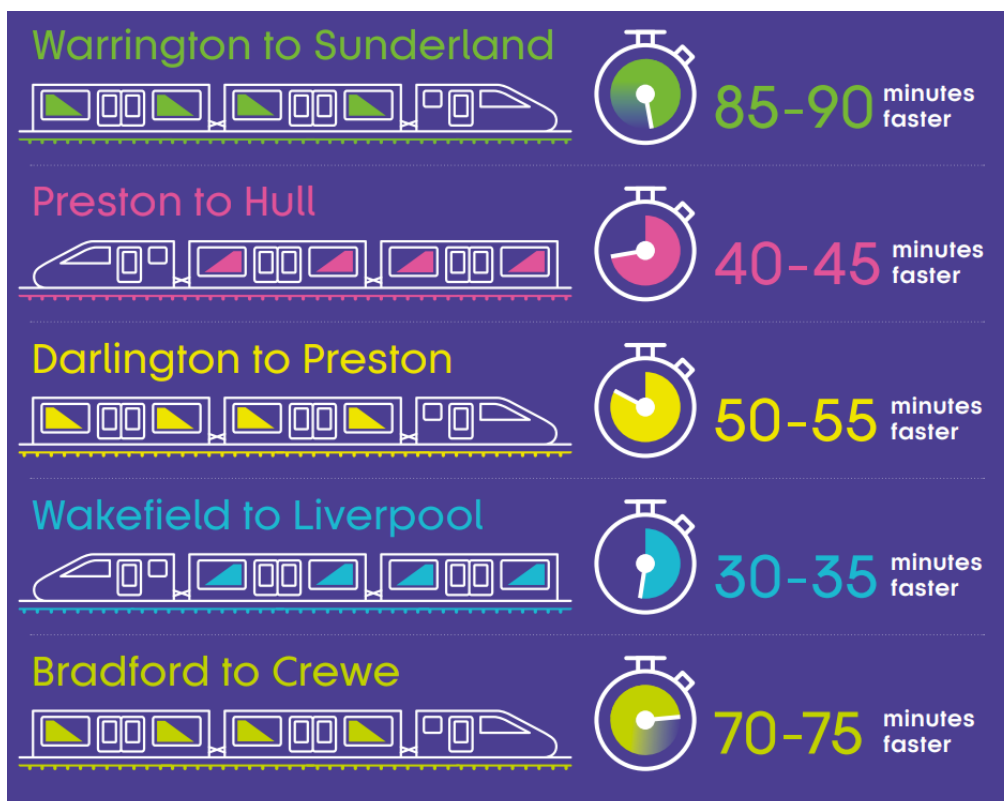 Warrington to Sunderland
85-90 minutes
faster
Preston to Hull
40-45 minutes
faster
Darlington to Preston
50-55 minutes
faster
Wakefield to Liverpool
30-35 minutes
faster
Bradford to Crewe
70-75 minutes
faster